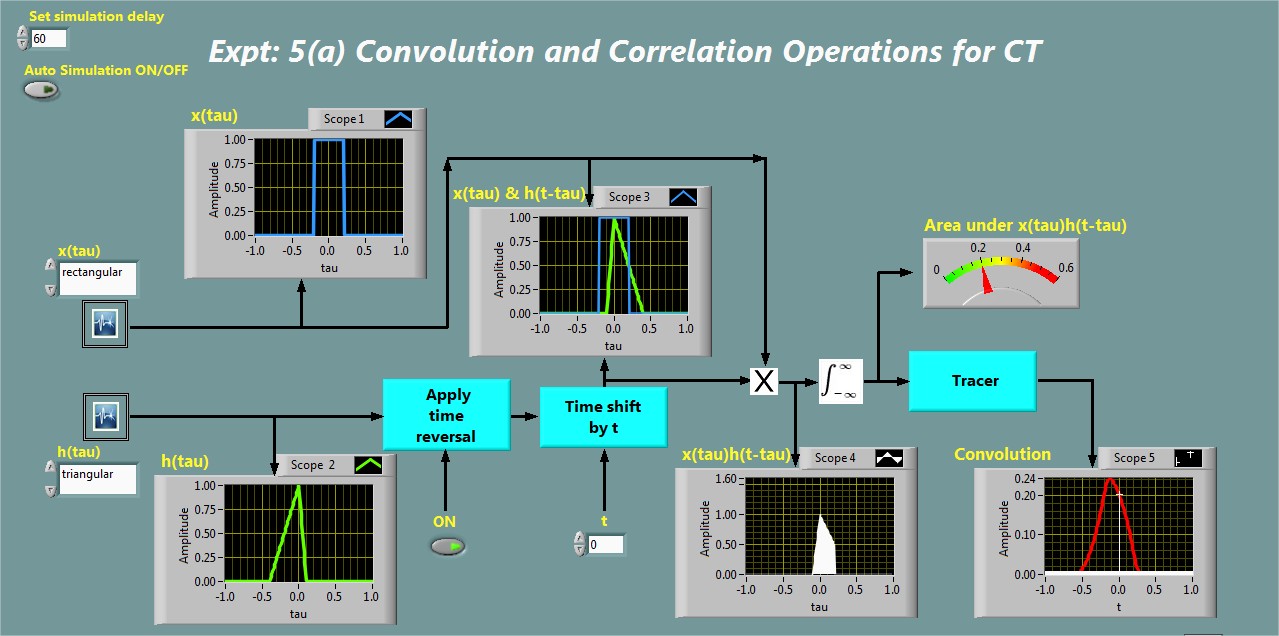 Set simulation delay
60
Auto Simulation ON/OFF
Expt: 5(a) Convolution and Correlation Operations for CT
x(tau)
Scope 1
1.00
0.75
0.50
0.25
0.00
Amplitude
-1.0 -0.5 0.0 0.5 1.0
tau
x(tau) & h(t-tau)
Scope 3
1.00
0.75
0.50
0.25
0.00
Amplitude
-1.0 -0.5 0.0 0.5 1.0
tau
Area under x(tau)h(t-tau)
0 0.2 0.4 0.6
x(tau)
rectangular
Apply
time
reversal
Time shift
by t
X
∫ ∞
-∞
Tracer
h(tau)
triangular
h(tau)
Scope 2
1.00
0.75
0.50
0.25
0.00
Amplitude
-1.0 -0.5 0.0 0.5 1.0
tau
ON
t
0
x(tau)h(t-tau)
Scope 4
1.60
1.00
0.50
0.00
Amplitude
-1.0 -0.5 0.0 0.5 1.0
tau
Convolution
Scope 5
0.24
0.20
0.10
0.00
Amplitude
-1.0 -0.5 0.0 0.5 1.0
t